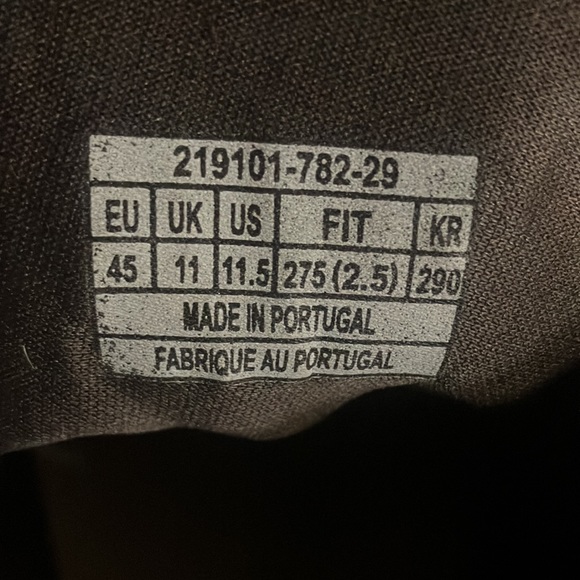 219101-782-29
EU UK US FIT KR
45 11 11.5 275 (2.5) 290
MADE IN PORTUGAL
FABRIQUE AU PORTUGAL